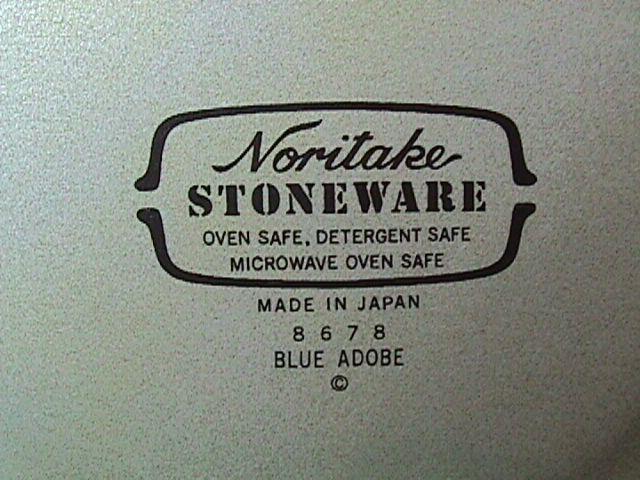 Noritake
STONEWARE
OVEN SAFE, DETERGENT SAFE
MICROWAVE OVEN SAFE
MADE IN JAPAN
8678
BLUE ADOBE
©